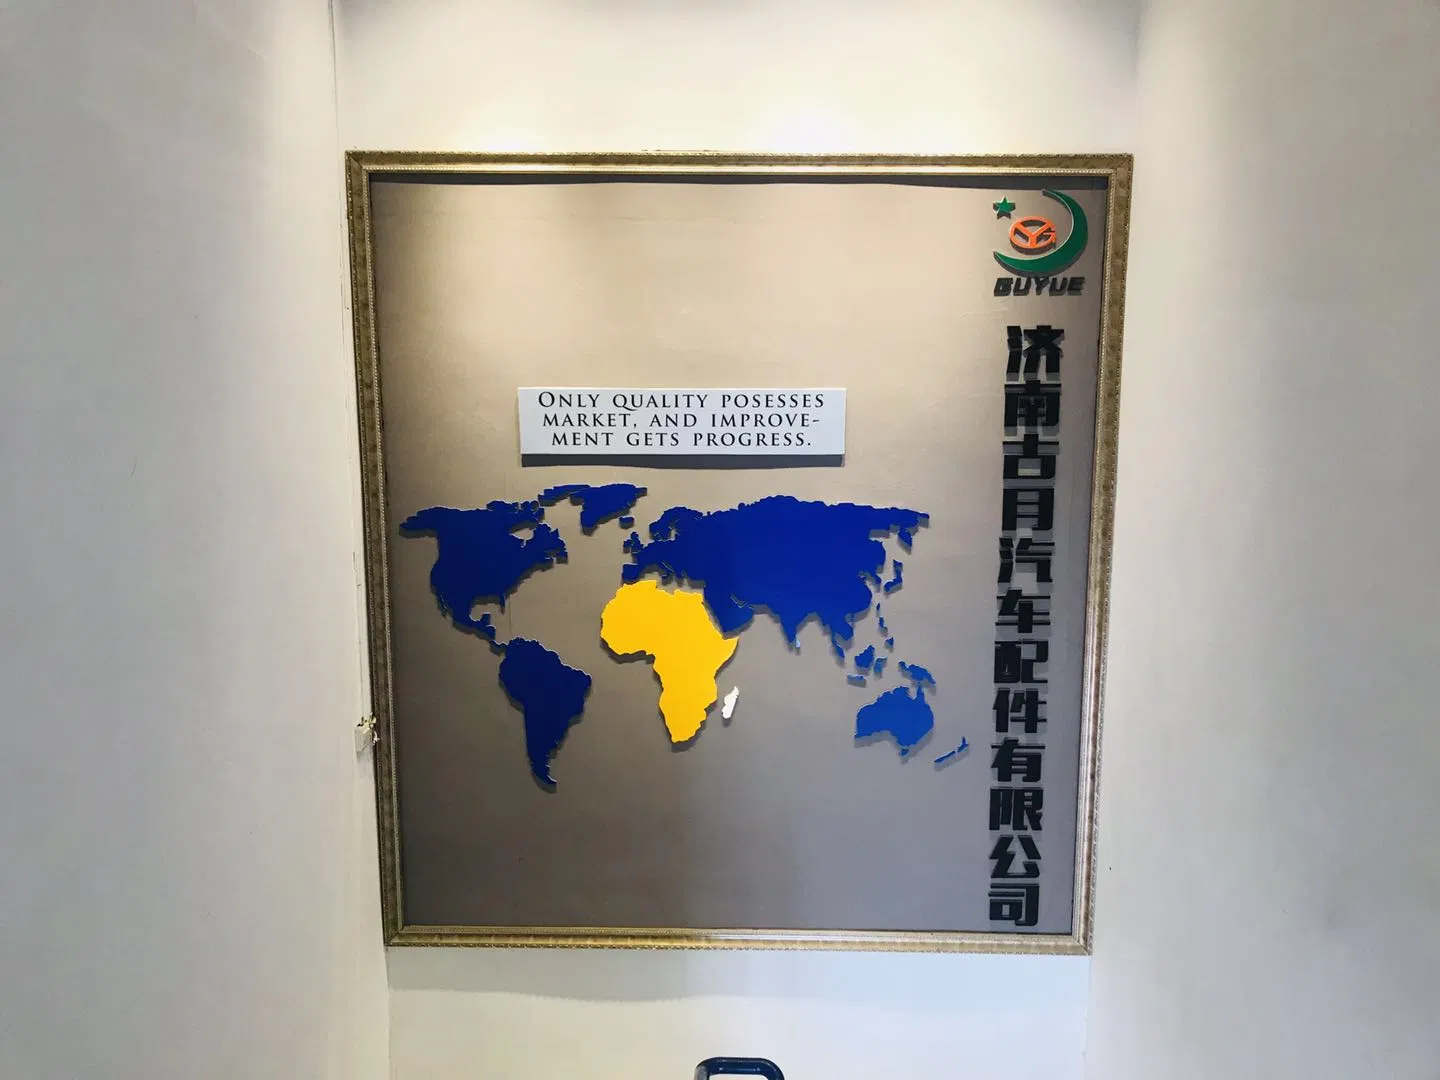 YG
GUYUE
ONLY QUALITY POSESSES
MARKET, AND IMPROVE-
MENT GETS PROGRESS.
济南古月汽车配件有限公司